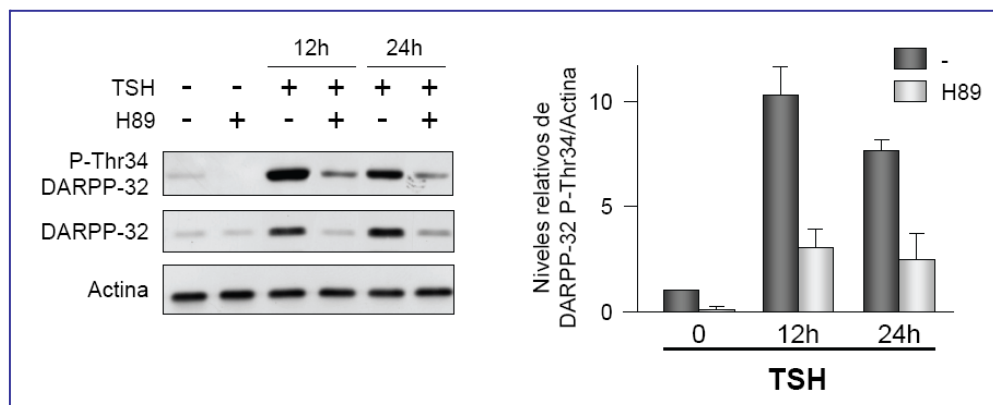 12h 24h
TSH - - + + + +
H89 - + - + - +
P-Thr34
DARPP-32
DARPP-32
Actina
Niveles relativos de
DARPP-32 P-Thr34/Actina
10
5
0
-
H89
0 12h 24h
TSH